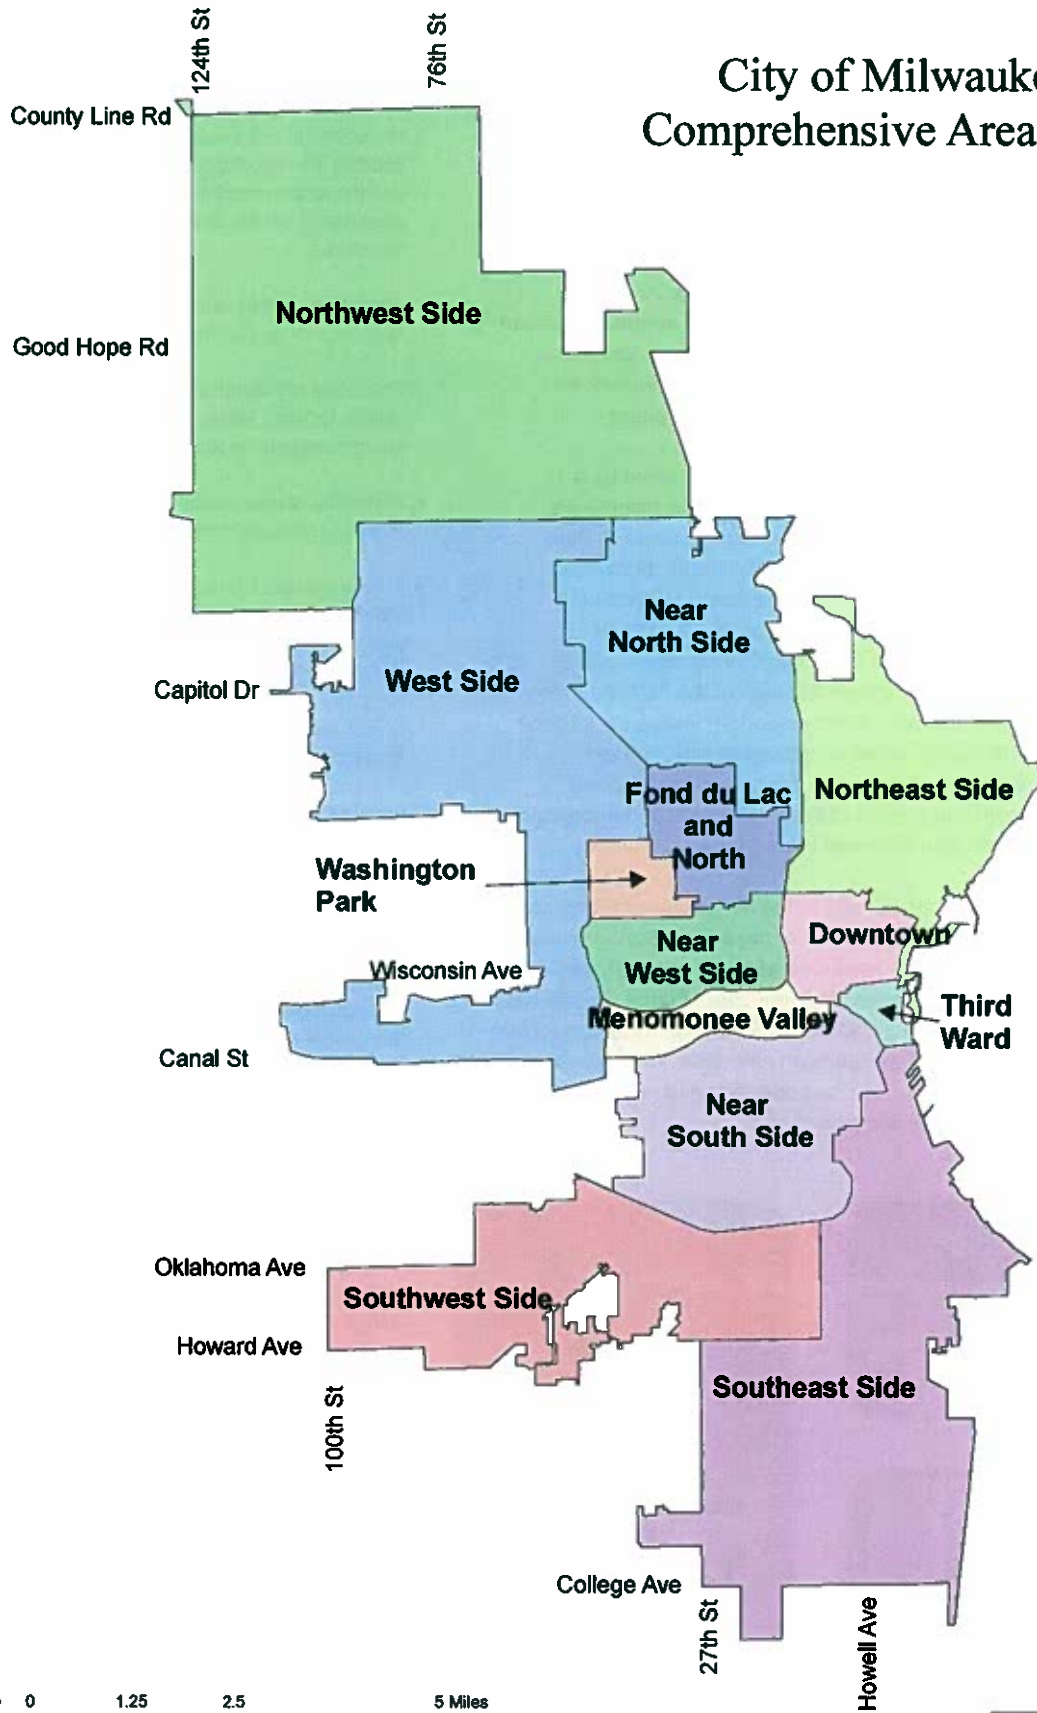 124th St
76th St
City of Milwauke
Comprehensive Area
County Line Rd
Northwest Side
Good Hope Rd
Near
North Side
West Side
Capitol Dr
Fond du Lac
and
North
Northeast Side
Washington
Park
Downtown
Near
West Side
Wisconsin Ave
Third
Ward
Menomonee Valley
Canal St
Near
South Side
Oklahoma Ave
Southwest Side
Howard Ave
Southeast Side
100th St
College Ave
27th St
Howell Ave
0 1.25 2.5 5 Miles